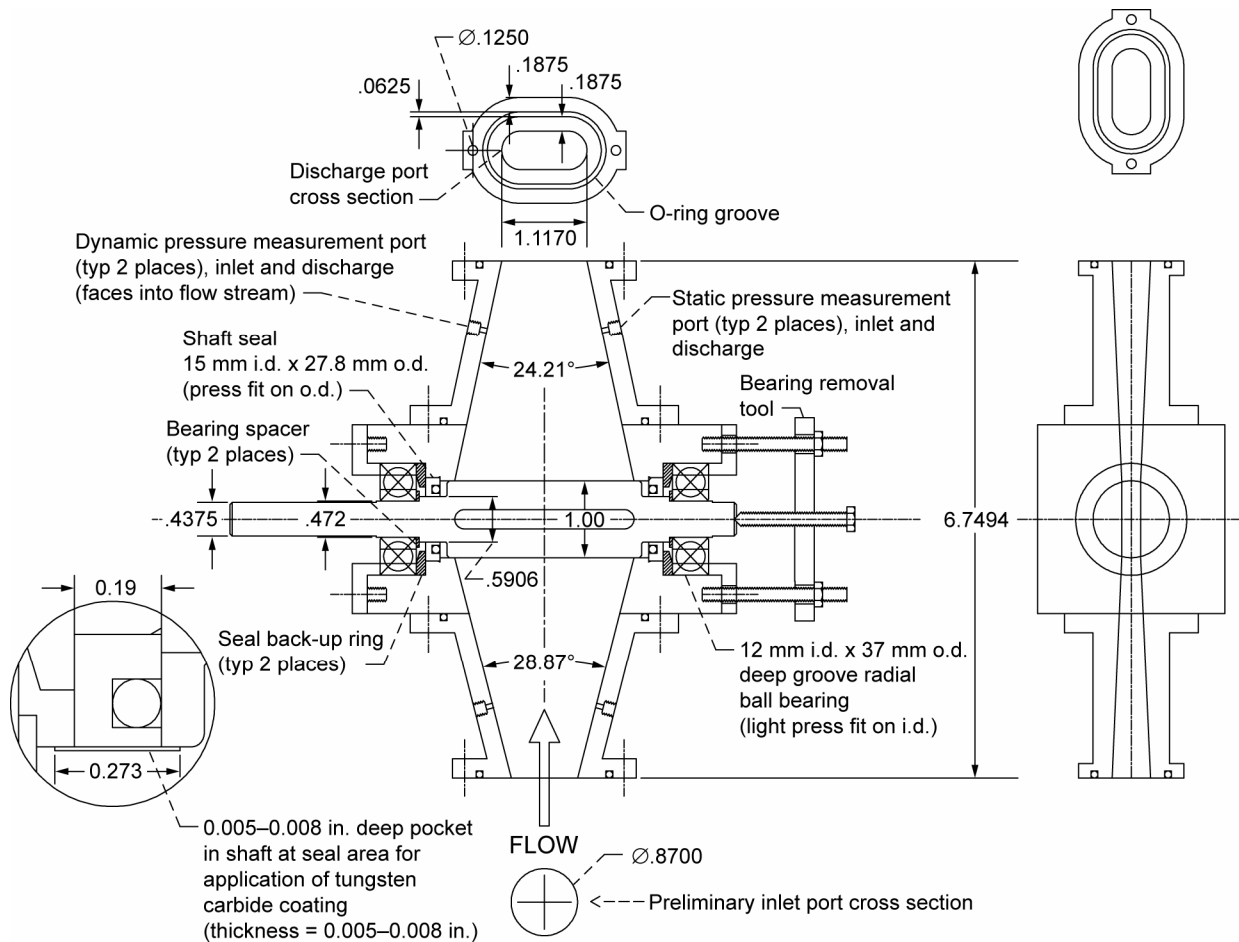 ∅.1250
.1875
.1875
.0625
Discharge port
cross section
O-ring groove
1.1170
Dynamic pressure measurement port
(typ 2 places), inlet and discharge
(faces into flow stream)
Static pressure measurement
port (typ 2 places), inlet and
discharge
Shaft seal
15 mm i.d. x 27.8 mm o.d.
(press fit on o.d.)
24.21°
Bearing removal
tool
Bearing spacer
(typ 2 places)
.4375
.472
1.00
6.7494
.5906
0.19
Seal back-up ring
(typ 2 places)
28.87°
12 mm i.d. x 37 mm o.d.
deep groove radial
ball bearing
(light press fit on i.d.)
0.273
0.005–0.008 in. deep pocket
in shaft at seal area for
application of tungsten
carbide coating
(thickness = 0.005–0.008 in.)
FLOW
∅.8700
Preliminary inlet port cross section